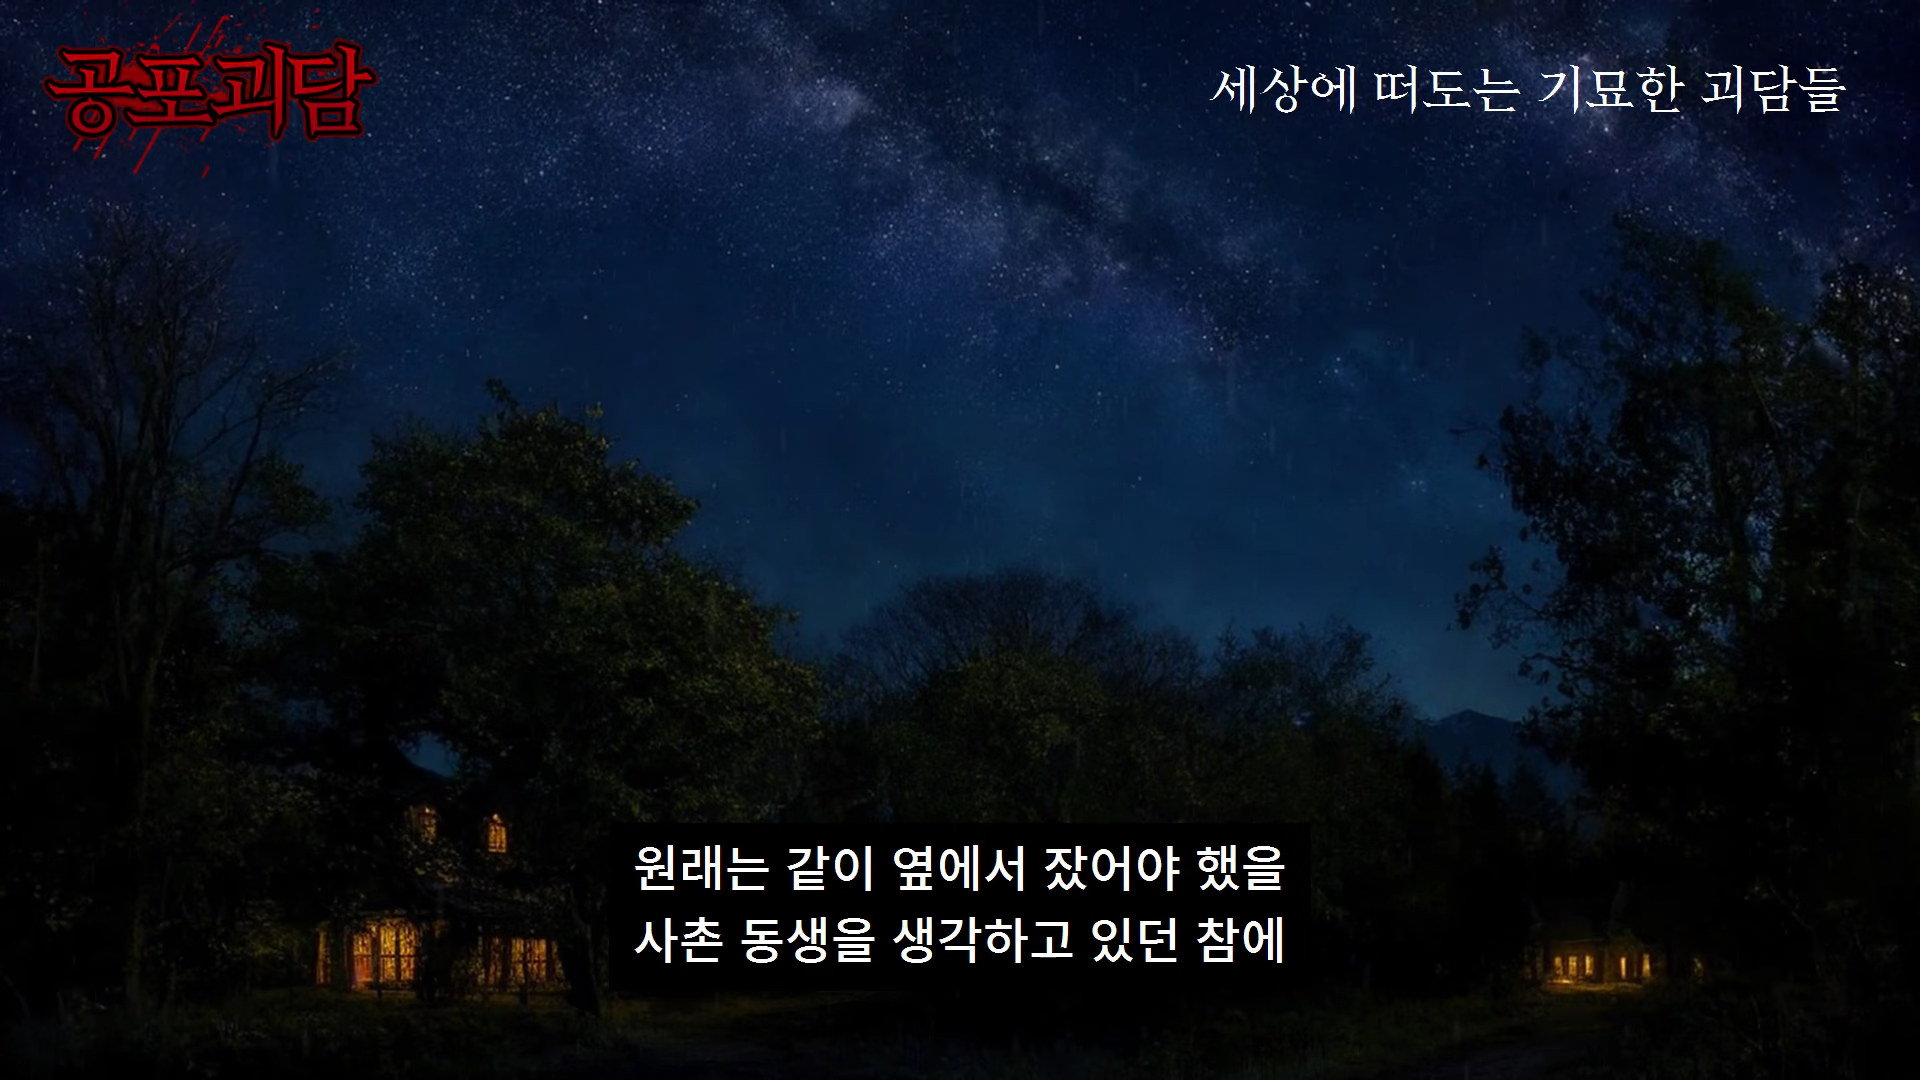 공포괴담
세상에 떠도는 기묘한 괴담들
원래는 같이 옆에서 잤어야 했을
사촌 동생을 생각하고 있던 참에